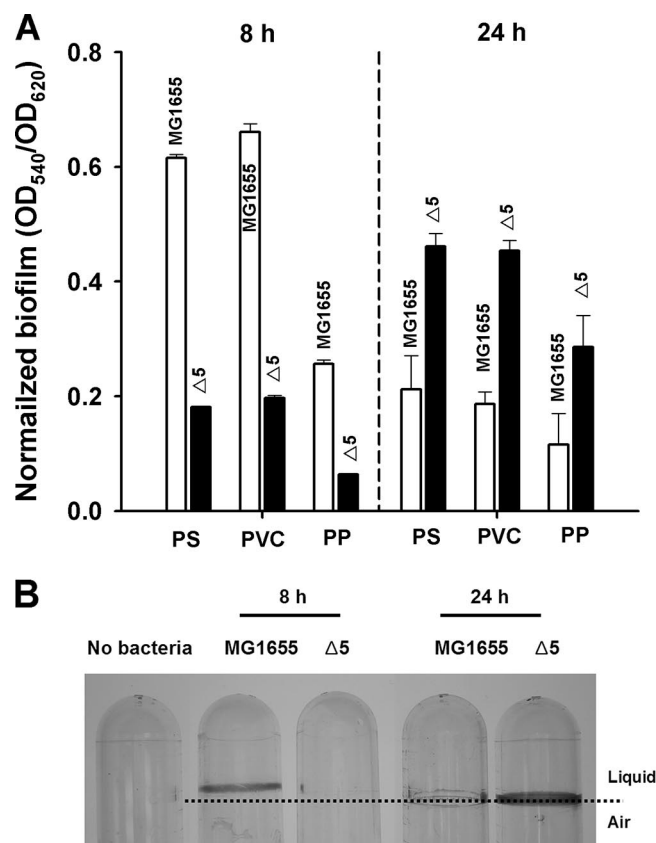 A
8 h
24 h
Normailzed biofilm (OD540/OD620)
0.8
0.6
0.4
0.2
0.0
MG1655
△5
MG1655
△5
MG1655
△5
MG1655
△5
MG1655
△5
MG1655
△5
PS PVC PP PS PVC PP
B
8 h 24 h
No bacteria MG1655 Δ5 MG1655 Δ5
Liquid
Air